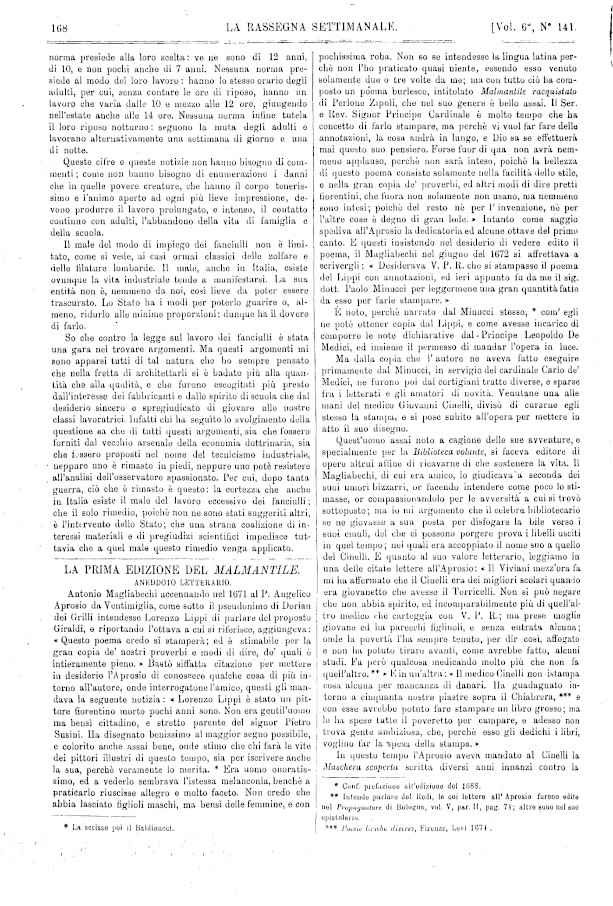 168
LA RASSEGNA SETTIMANALE.
[Vol. 6°, N° 141.
norma presiede alla loro scelta: ve ne sono di 12 anni,
di 10, e non pochi anche di 7 anni. Nessuna norma pre-
siede al modo del loro lavoro: hanno lo stesso orario degli
adulti, per cui, senza contare le ore di riposo, hanno un
lavoro che varia dalle 10 e mezzo alle 12 ore, giungendo
nell'estate anche alle 14 ore. Nessuna norma infine tutela
il loro riposo notturno: seguono la muta degli adulti e
lavorano alternativamente una settimana di giorno e una
di notte.
Queste cifre e queste notizie non hanno bisogno di com-
menti; come non hanno bisogno di enumerazione i danni
che in quelle povere creature, che hanno il corpo teneris-
simo e l'animo aperto ad ogni più lieve impressione, de-
vono produrre il lavoro prolungato, e intenso, il contatto
continuo con adulti, l'abbandono della vita di famiglia e
della scuola.
Il male del modo di impiego dei fanciulli non è limi-
tato, come si vede, ai casi ormai classici delle zolfare e
delle filature lombarde. Il male, anche in Italia, esiste
ovunque la vita industriale tende a manifestarsi. La sua
entità non è, nemmeno da noi, così lieve da poter essere
trascurato. Lo Stato ha i modi per poterlo guarire o, al-
meno, ridurlo alle minime proporzioni: dunque ha il dovere
di farlo.
So che contro la legge sul lavoro dei fanciulli è stata
una gara nel trovare argomenti. Ma questi argomenti mi
sono apparsi tutti di tal natura che ho sempre pensato
che nella fretta di architettarli si è badato più alla quan-
tità che alla qualità, e che furono escogitati più presto
dall'interesse dei fabbricanti e dallo spirito di scuola che dal
desiderio sincero e spregiudicato di giovare allo nostre
classi lavoratrici. Infatti chi ha seguito lo svolgimento della
questione sa che di tutti questi argomenti, sia che fossero
forniti dal vecchio arsenale della economia dottrinaria, sia
che fossero proposti nel nome del tecnicismo industriale,
neppure uno è rimasto in piedi, neppure uno potè resistere
all'analisi dell'osservatore spassionato. Per cui, dopo tanta
guerra, ciò che è rimasto è questo: la certezza che anche
in Italia esiste il male del lavoro eccessivo dei fanciulli;
che il solo rimedio, poichè non ne sono stati suggeriti altri,
è l'intervento dello Stato; che una strana coalizione di in-
teressi materiali e di pregiudizi scientifici impedisce tut-
tavia che a quel male questo rimedio venga applicato.
LA PRIMA EDIZIONE DEL MALMANTILE.
ANEDDOTO LETTERARIO.
Antonio Magliabechi accennando nel 1671 al P. Angelico
Aprosio da Ventimiglia, come sotto il pseudonimo di Dorian
dei Grilli intendesse Lorenzo Lippi di parlare del proposto
Giraldi, e riportando l'ottava a cui si riferisce, aggiungeva:
« Questo poema è ora stampandosi; ed è stimabile per la
gran copia de' nostri proverbi e modi di dire, de' quali è
intieramente pieno. » Bastò siffatta citazione per mettere
in desiderio l'Aprosio di conoscere qualche cosa di più in-
torno all'autore, onde interrogatone l'amico, questi gli man-
dava la seguente notizia: « Lorenzo Lippi è stato un pit-
tore fiorentino morto pochi anni sono. Non era gentil'uomo
ma bensì cittadino, e stretto parente del signor Pietro
Susini. Ha disegnato benissimo al maggior segno possibile,
e colorito anche assai bene, onde stimo che chi farà le vite
dei pittori illustri di questo tempo, sia per iscrivere anche
la sua, perchè veramente lo merita. * Era uomo onoratis-
simo, ed a vederlo sembrava l'istessa melanconia, benchè a
praticarlo riuscisse allegro e molto faceto. Non credo che
abbia lasciato figlioli maschi, ma bensì delle femmine, e con
* La scrisse poi il Baldinucci.
pochissima roba. Non so se intendesse la lingua latina per-
chè non l'ho praticato quasi niente, essendo esso venuto
solamente due o tre volte da me; ma con tutto ciò ha com-
posto un poema burlesco, intitolato Malmantile racquistato
di Perlone Zipoli, che nel suo genere è bello assai. Il Ser.
e Rev. Signor Principe Cardinale è molto tempo che ha
concetto di farlo stampare, ma perchè vi vuol far fare delle
annotazioni, la cosa andrà in lungo, e Dio sa se effettuerà
mai questo suo pensiero. Forse fuor di qua non avrà nem-
meno applauso, perchè non sarà inteso, poichè la bellezza
di questo poema consiste solamente nella facilità dello stile,
e nella gran copia de' proverbi, ed altri modi di dire pretti
fiorentini, che fuora non solamente non usano, ma nemmeno
sono intesi; poichè del resto nè per l'invenzione, nè per
l'altre cose è degno di gran lode. » Intanto come saggio
spediva all'Aprosio la dedicatoria ed alcune ottave del primo
canto. E questi insistendo nel desiderio di vedere edito il
poema, il Magliabechi nel giugno del 1672 si affrettava a
scrivergli: « Desiderava V. P. R. che si stampasse il poema
del Lippi con annotazioni, ed ieri appunto fu da me il sig.
dott. Paolo Minucci per leggermene una gran quantità fatte
da esso per farle stampare. »
È noto, perchè narrato dal Minucci stesso, * com' egli
ne potè ottener copia dal Lippi, e come avesse incarico di
comporre le note dichiarative dal Principe Leopoldo De
Medici, ed insieme il permesso di mandar l'opera in luce.
Ma dalla copia che l'autore ne aveva fatto eseguire
primamente dal Minucci, in servigio del cardinale Carlo de'
Medici, ne furono poi dai cortigiani tratte diverse, e sparse
fra i letterati e gli amatori di novità. Venutane una alle
mani del medico Giovanni Cinelli, divisò di curarne egli
stesso la stampa, e si pose subito all'opera per mettere in
atto il suo disegno.
Quest'uomo assai noto a cagione delle sue avventure, e
specialmente per la Biblioteca volante, si faceva editore di
opere altrui affine di ricavarne di che sostenere la vita. Il
Magliabechi, di cui era amico, lo giudicava a seconda dei
suoi umori bizzarri, or facendo intendere come poco lo sti-
masse, or compassionandolo per le avversità a cui si trovò
sottoposto; ma io mi argomento che il celebre bibliotecario
se ne giovasse a sua posta per disfogare la bile verso i
suoi emuli, del che ci possono porgere prova i libelli usciti
in quel tempo; nei quali era accoppiato il nome suo a quello
del Cinelli. E quanto al suo valore letterario, leggiamo in
una delle citate lettere all'Aprosio: « Il Viviani mezz'ora fa
mi ha affermato che il Cinelli era dei migliori scolari quando
era giovanetto che avesse il Torricelli. Non si può negare
che non abbia spirito, ed incomparabilmente più di quell'al-
tro medico che carteggia con V. P. R.; ma prese moglie
giovane ed ha parecchi figlinoli, e senza entrata alcuna;
onde la povertà l'ha sempre tenuto, per dir così, affogato
e non ha potuto tirare avanti, come avrebbe fatto, alcuni
studi. Fa però qualcosa medicando molto più che non fa
quell'altro. ** » E in un'altra: « Il medico Cinelli non istampa
cosa alcuna per mancanza di danari. Ha guadagnato in-
torno a cinquanta piastre sopra il Chiabrera, *** e
con esse avrebbe potuto fare stampare un libro grosso; ma
le ha spese tutte il poveretto per campare, e adesso non
trova gente ambiziosa, che, perchè esso gli dedichi i libri,
voglino far la spesa della stampa. »
In questo tempo l'Aprosio aveva mandato al Cinelli la
Maschera scoperta scritta diversi anni innanzi contro la
* Conf. prefazione all'edizione del 1688.
** Intende parlare del Redi, le cui lettere all'Aprosio furono edite
nel Propugnatore di Bologna, vol. V, par. II, pag. 74; altre sono nel suo
epistolario.
*** Poesie liriche diverse, Firenze, Levi 1674.